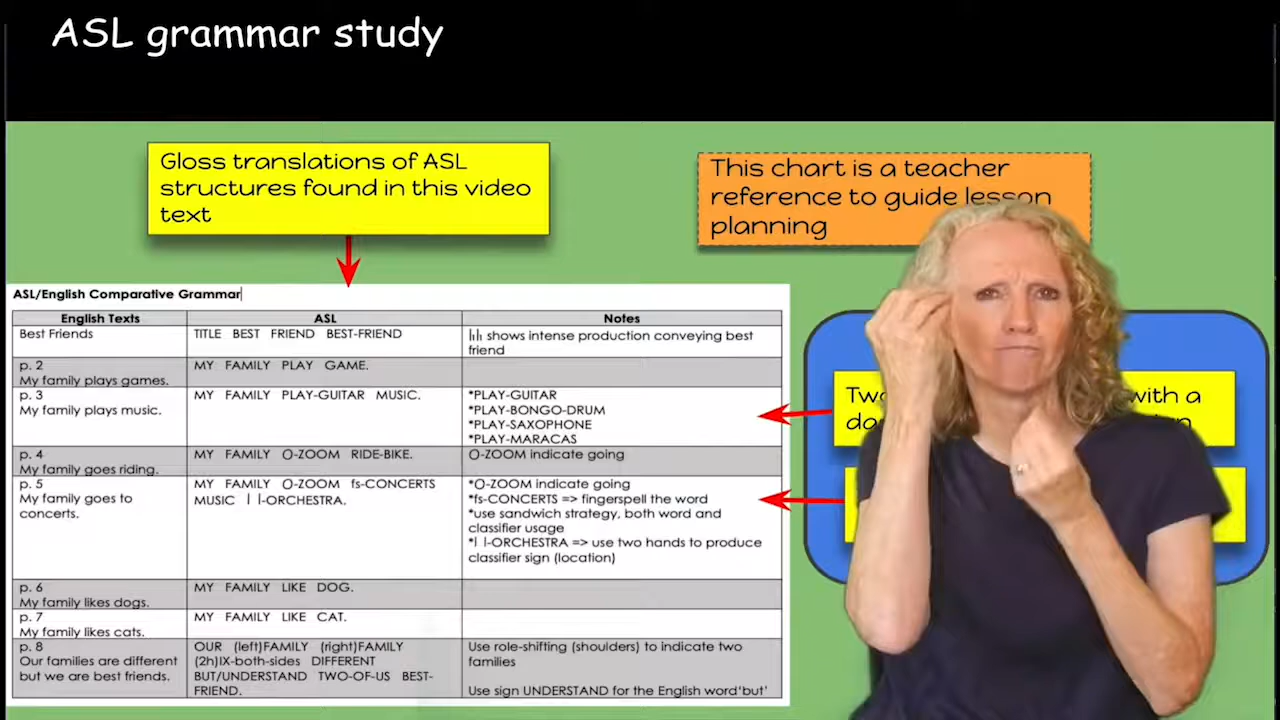 ASL grammar study
Gloss translations of ASL
structures found in this video
text
This chart is a teacher
reference to guide lesson
planning
ASL/English Comparative Grammar
English Texts ASL Notes
Best Friends TITLE BEST FRIEND BEST-FRIEND shows intense production conveying best
friend
p. 2 MY FAMILY PLAY GAME.
My family plays games.
p. 3 MY FAMILY PLAY-GUITAR MUSIC. *PLAY-GUITAR
My family plays music. *PLAY-BONGO-DRUM
*PLAY-SAXOPHONE
*PLAY-MARACAS
p. 4 MY FAMILY O-ZOOM RIDE-BIKE. O-ZOOM indicate going
My family goes riding.
p. 5 MY FAMILY O-ZOOM fs-CONCERTS *O-ZOOM indicate going
My family goes to MUSIC | |-ORCHESTRA. *fs-CONCERTS => fingerspell the word
concerts. *use sandwich strategy, both word and
classifier usage
*| |-ORCHESTRA => use two hands to produce
classifier sign (location)
p. 6 MY FAMILY LIKE DOG.
My family likes dogs.
p. 7 MY FAMILY LIKE CAT.
My family likes cats.
p. 8 OUR (left)FAMILY (right)FAMILY Use role-shifting (shoulders) to indicate two
Our families are different (2h)IX-both-sides DIFFERENT families
but we are best friends. BUT/UNDERSTAND TWO-OF-US BEST-
FRIEND. Use sign UNDERSTAND for the English word'but'
with a